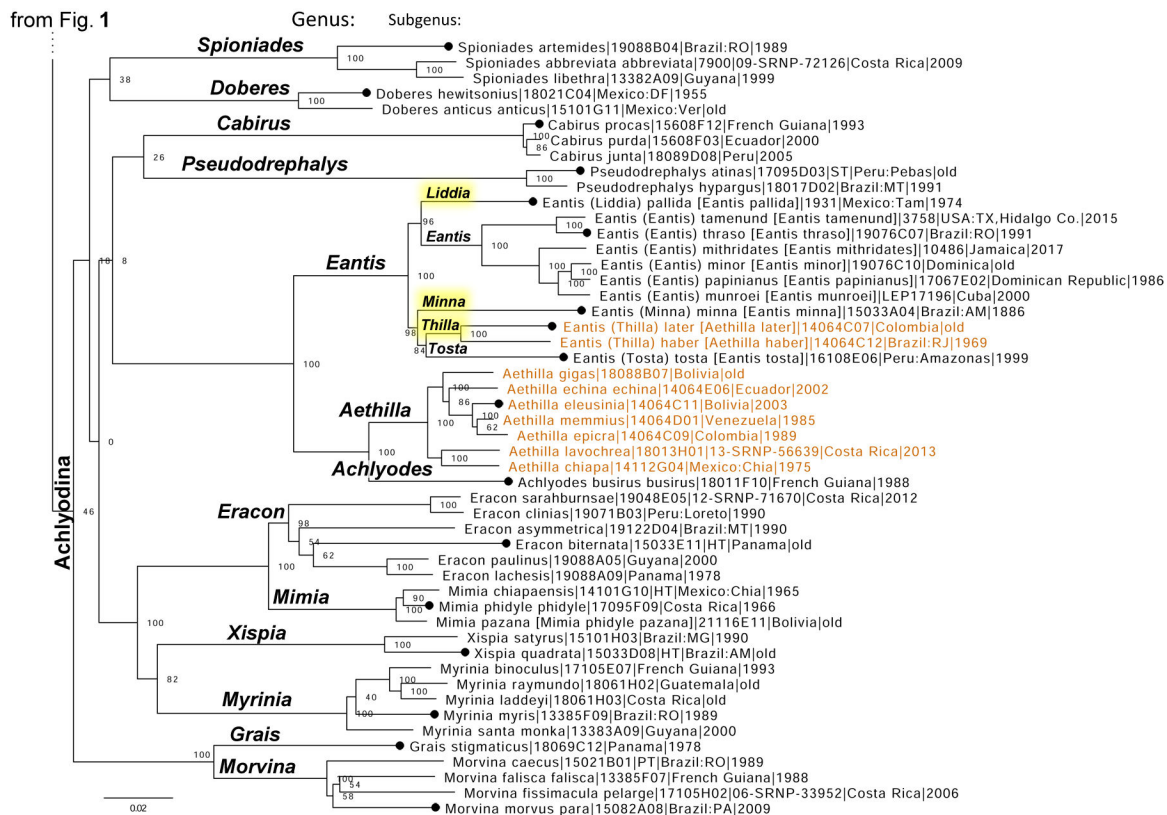 from Fig. 1
Genus:
Subgenus:
Spioniades
Spioniades artemides|19088B04|Brazil:RO|1989
100
Spioniades abbreviata abbreviata|7900|09-SRNP-72126|Costa Rica|2009
100
Spioniades libethra|13382A09|Guyana|1999
38
Doberes
Doberes hewitsonius|18021C04|Mexico:DF|1955
100
Doberes anticus anticus|15101G11|Mexico:Ver|old
Cabirus
Cabirus procas|15608F12|French Guiana|1993
100
Cabirus purda|15608F03|Ecuador|2000
86
Cabirus junta|18089D08|Peru|2005
26
Pseudodrephalys
Pseudodrephalys atinas|17095D03|ST|Peru:Pebas|old
100
Pseudodrephalys hypargus|18017D02|Brazil:MT|1991
Liddia
Eantis (Liddia) pallida [Eantis pallida]|1931|Mexico:Tam|1974
96
Eantis (Eantis) tamenund [Eantis tamenund]|3758|USA:TX,Hidalgo Co.|2015
100
Eantis (Eantis) thraso [Eantis thraso]|19076C07|Brazil:RO|1991
Eantis
100
Eantis (Eantis) mithridates [Eantis mithridates]|10486|Jamaica|2017
100
Eantis (Eantis) minor [Eantis minor]|19076C10|Dominica|old
100
100
Eantis (Eantis) papinianus [Eantis papinianus]|17067E02|Dominican Republic|1986
Eantis (Eantis) munroei [Eantis munroei]|LEP17196|Cuba|2000
18
8
Eantis
100
Minna
Eantis (Minna) minna [Eantis minna]|15033A04|Brazil:AM|1886
98
Thilla
Eantis (Thilla) later [Aethilla later]|14064C07|Colombia|old
100
Eantis (Thilla) haber [Aethilla haber]|14064C12|Brazil:RJ|1969
84
Tosta
Eantis (Tosta) tosta [Eantis tosta]|16108E06|Peru:Amazonas|1999
100
Aethilla gigas|18088B07|Bolivia|old
100
Aethilla echina echina|14064E06|Ecuador|2002
86
Aethilla eleusinia|14064C11|Bolivia|2003
Aethilla
100
100
Aethilla memmius|14064D01|Venezuela|1985
62
Aethilla epicra|14064C09|Colombia|1989
0
100
Aethilla lavochrea|18013H01|13-SRNP-56639|Costa Rica|2013
100
Aethilla chiapa|14112G04|Mexico:Chia|1975
Achlyodes
Achlyodes busirus busirus|18011F10|French Guiana|1988
Achlyodina
46
Eracon
Eracon sarahburnsae|19048E05|12-SRNP-71670|Costa Rica|2012
100
Eracon clinias|19071B03|Peru:Loreto|1990
98
Eracon asymmetrica|19122D04|Brazil:MT|1990
54
Eracon biternata|15033E11|HT|Panama|old
62
Eracon paulinus|19088A05|Guyana|2000
100
100
Eracon lachesis|19088A09|Panama|1978
Mimia
Mimia chiapaensis|14101G10|HT|Mexico:Chia|1965
90
100
Mimia phidyle phidyle|17095F09|Costa Rica|1966
Mimia pazana [Mimia phidyle pazana]|21116E11|Bolivia|old
100
Xispia
Xispia satyrus|15101H03|Brazil:MG|1990
100
Xispia quadrata|15033D08|HT|Brazil:AM|old
82
Myrinia binoculus|17105E07|French Guiana|1993
100
Myrinia raymundo|18061H02|Guatemala|old
Myrinia
40
100
Myrinia laddeyi|18061H03|Costa Rica|old
100
Myrinia myris|13385F09|Brazil:RO|1989
Myrinia santa monka|13383A09|Guyana|2000
Grais
Grais stigmaticus|18069C12|Panama|1978
100
Morvina
Morvina caecus|15021B01|PT|Brazil:RO|1989
100
Morvina falisca falisca|13385F07|French Guiana|1988
54
Morvina fissimacula pelarge|17105H02|06-SRNP-33952|Costa Rica|2006
58
Morvina morvus para|15082A08|Brazil:PA|2009
0.02